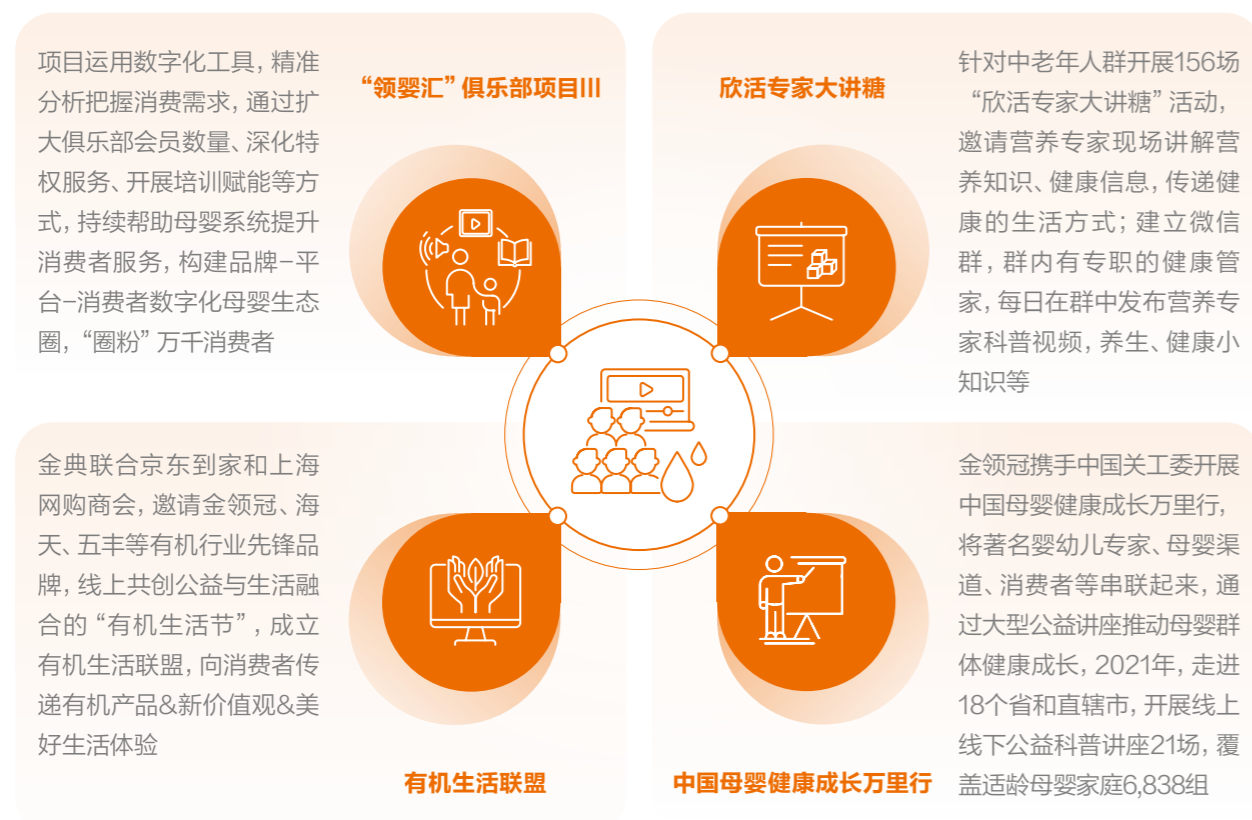 “领婴汇”俱乐部项目III
项目运用数字化工具，精准
分析把握消费需求，通过扩
大俱乐部会员数量、深化特
权服务、开展培训赋能等方
式，持续帮助母婴系统提升
消费者服务，构建品牌-平
台-消费者数字化母婴生态
圈，“圈粉”万千消费者
欣活专家大讲糖
针对中老年人群开展156场
“欣活专家大讲糖”活动，
邀请营养专家现场讲解营
养知识、健康信息，传递健
康的生活方式；建立微信
群，群内有专职的健康管
家，每日在群中发布营养专
家科普视频，养生、健康小
知识等
金典联合京东到家和上海
网购商会，邀请金领冠、海
天、五丰等有机行业先锋品
牌，线上共创公益与生活融
合的“有机生活节”，成立
有机生活联盟，向消费者传
递有机产品&新价值观&美
好生活体验
有机生活联盟
金领冠携手中国关工委开展
中国母婴健康成长万里行，
将著名婴幼儿专家、母婴渠
道、消费者等串联起来，通
过大型公益讲座推动母婴群
体健康成长，2021年，走进
18个省和直辖市，开展线上
线下公益科普讲座21场，覆
盖适龄母婴家庭6,838组
中国母婴健康成长万里行